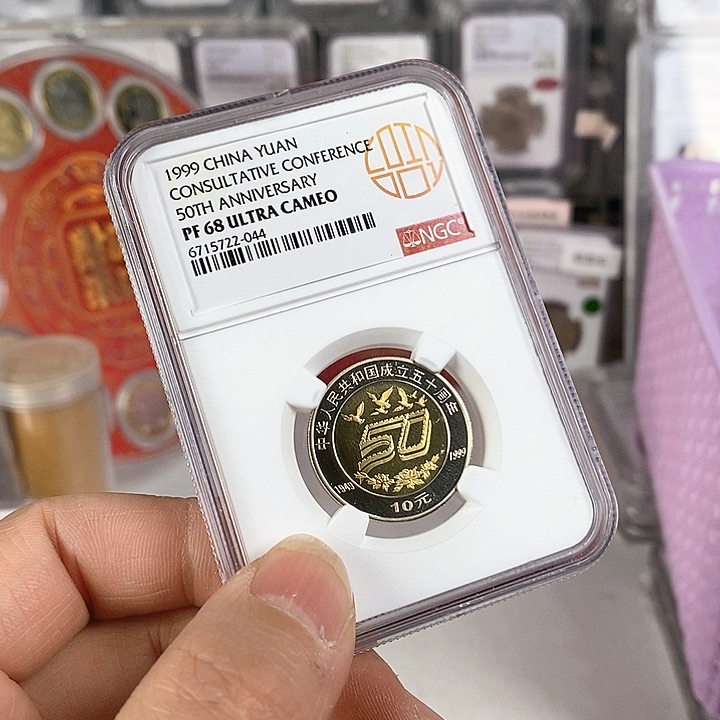 1999 CHINA YUAN
CONSULTATIVE CONFERENCE
50TH ANNIVERSARY
PF 68 ULTRA CAMEO
6715722-044
COIN
NGC
中华人民共和国成立五十周年
50
1949
1999
10元